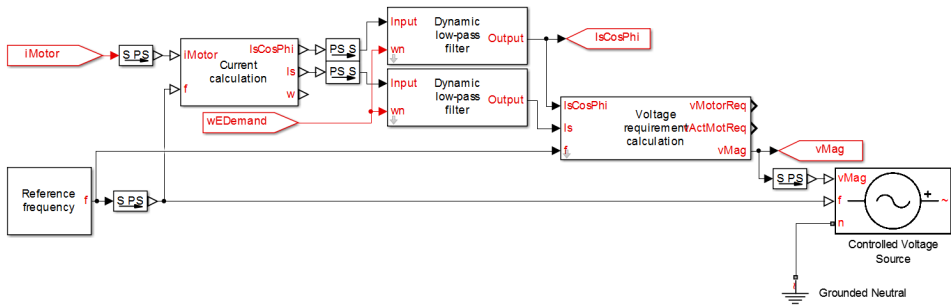 iMotor
S PS
iMotor
f
Current
calculation
IsCosPhi
Is
w
PS S
PS S
Input
wn
Dynamic
low-pass
filter
Output
Input
wn
Dynamic
low-pass
filter
Output
IsCosPhi
wEDemand
IsCosPhi
Is
f
Voltage
requirement
calculation
vMotorReq
vActMotReq
vMag
vMag
Reference
frequency
f
S PS
S PS
vMag
f
n
+
~
Controlled Voltage
Source
Grounded Neutral